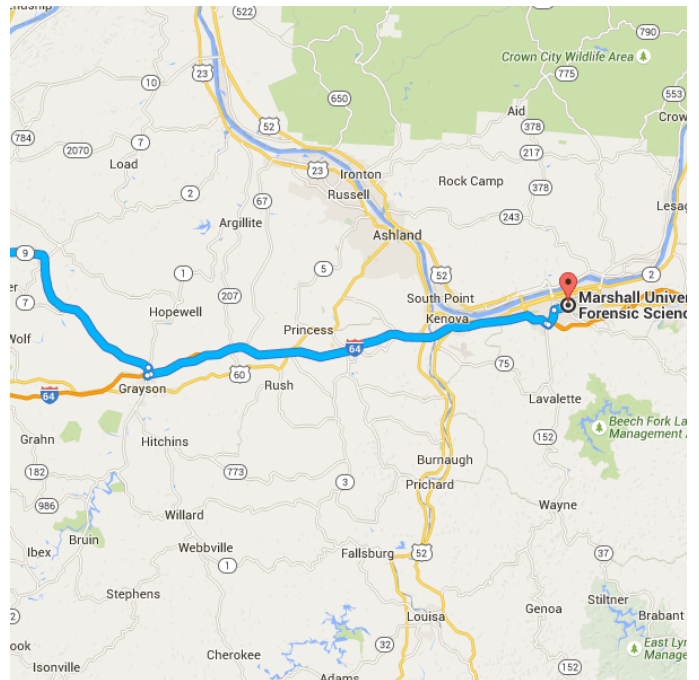 endship
522
790
23
Crown City Wildlife Area
10
775
650
553
52
Aid
Crow
784
7
378
2070
217
Load
Ironton
23
Russell
Rock Camp
378
2
67
Lesag
Argillite
243
Ashland
9
5
52
2
er
1
South Point
Marshall Univer
7
207
Forensic Scienc
Hopewell
Kenova
Wolf
Princess
64
75
60
Grayson
Rush
64
Lavalette
Beech Fork La
Management A
Grahn
Hitchins
152
182
773
Burnaugh
3
Prichard
986
Wayne
Willard
Bruin
Ibex
Webbville
Fallsburg
52
37
1
Stephens
Stiltner
2
Genoa
Brabant
Louisa
ook
32
East Lyn
Cherokee
Manageme
Isonville
152
Adams